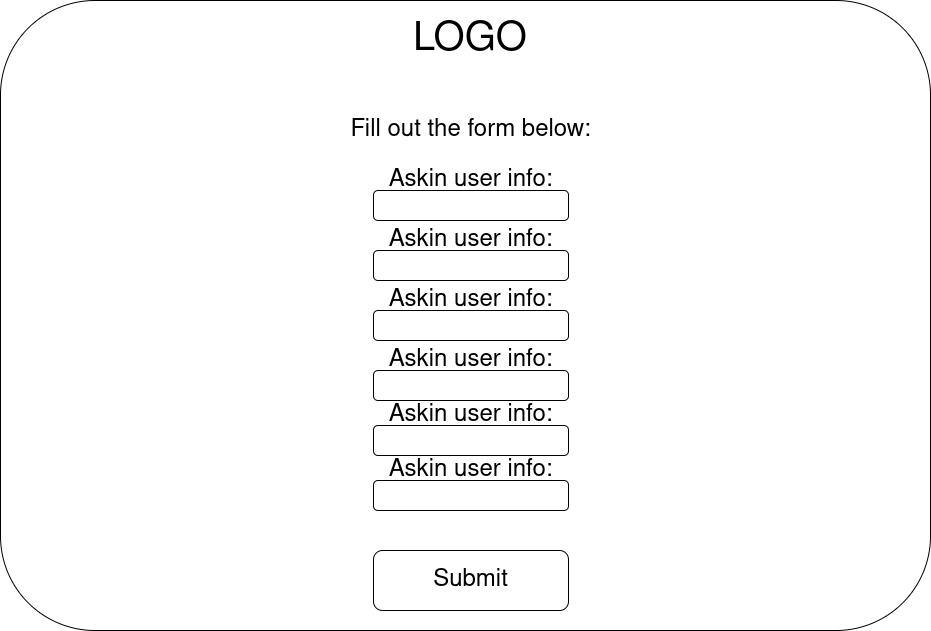 LOGO
Fill out the form below:
Askin user info:
Askin user info:
Askin user info:
Askin user info:
Askin user info:
Askin user info:
Submit